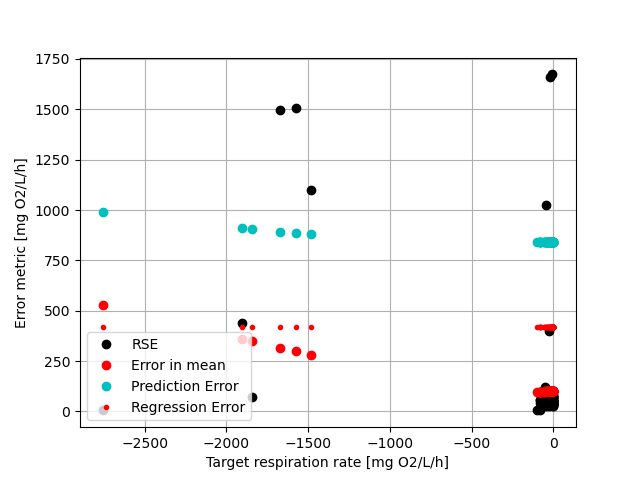 1750
1500
1250
1000
750
500
250
0
Error metric [mg O2/L/h]
RSE
Error in mean
Prediction Error
Regression Error
−2500 −2000 −1500 −1000 −500 0
Target respiration rate [mg O2/L/h]